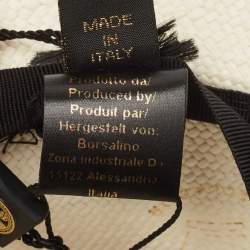 MADE
IN
ITALY
Prodotto da/
Produced by/
Produit par/
Hergestelt von:
Borsalino
Zona Industriale D
15122 Alessandria
Italia